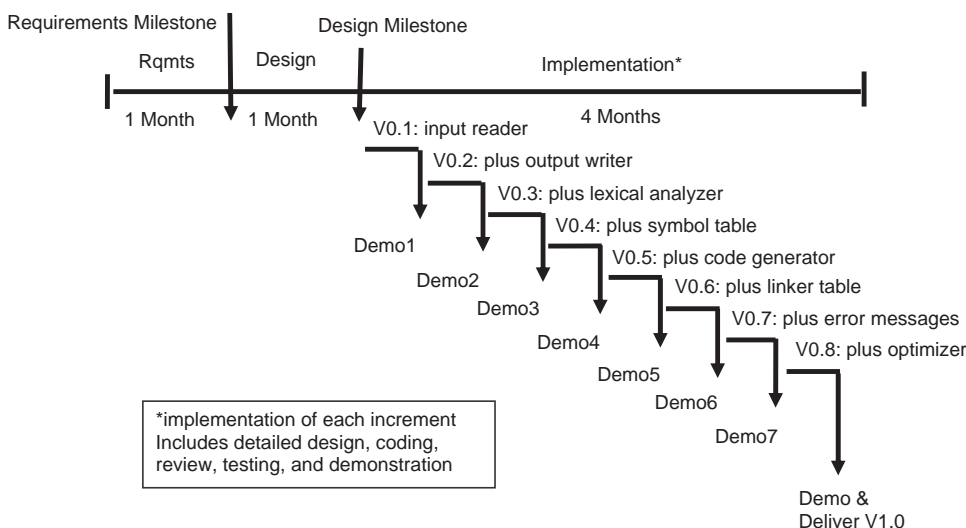 Requirements Milestone
Design Milestone
Rqmts
Design
Implementation*
1 Month
1 Month
4 Months
V0.1: input reader
V0.2: plus output writer
V0.3: plus lexical analyzer
V0.4: plus symbol table
V0.5: plus code generator
V0.6: plus linker table
V0.7: plus error messages
V0.8: plus optimizer
Demo1
Demo2
Demo3
Demo4
Demo5
Demo6
Demo7
*implementation of each increment
Includes detailed design, coding,
review, testing, and demonstration
Demo &
Deliver V1.0